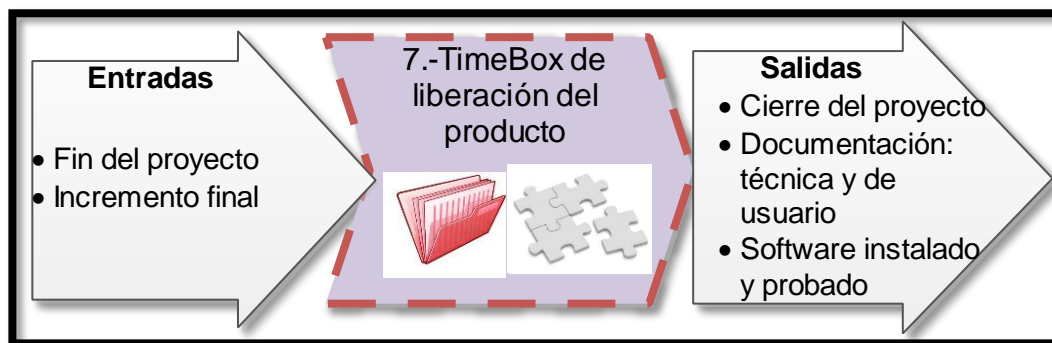 Entradas
• Fin del proyecto
• Incremento final
7.-TimeBox de
liberación del
producto
Salidas
• Cierre del proyecto
• Documentación:
técnica y de
usuario
• Software instalado
y probado